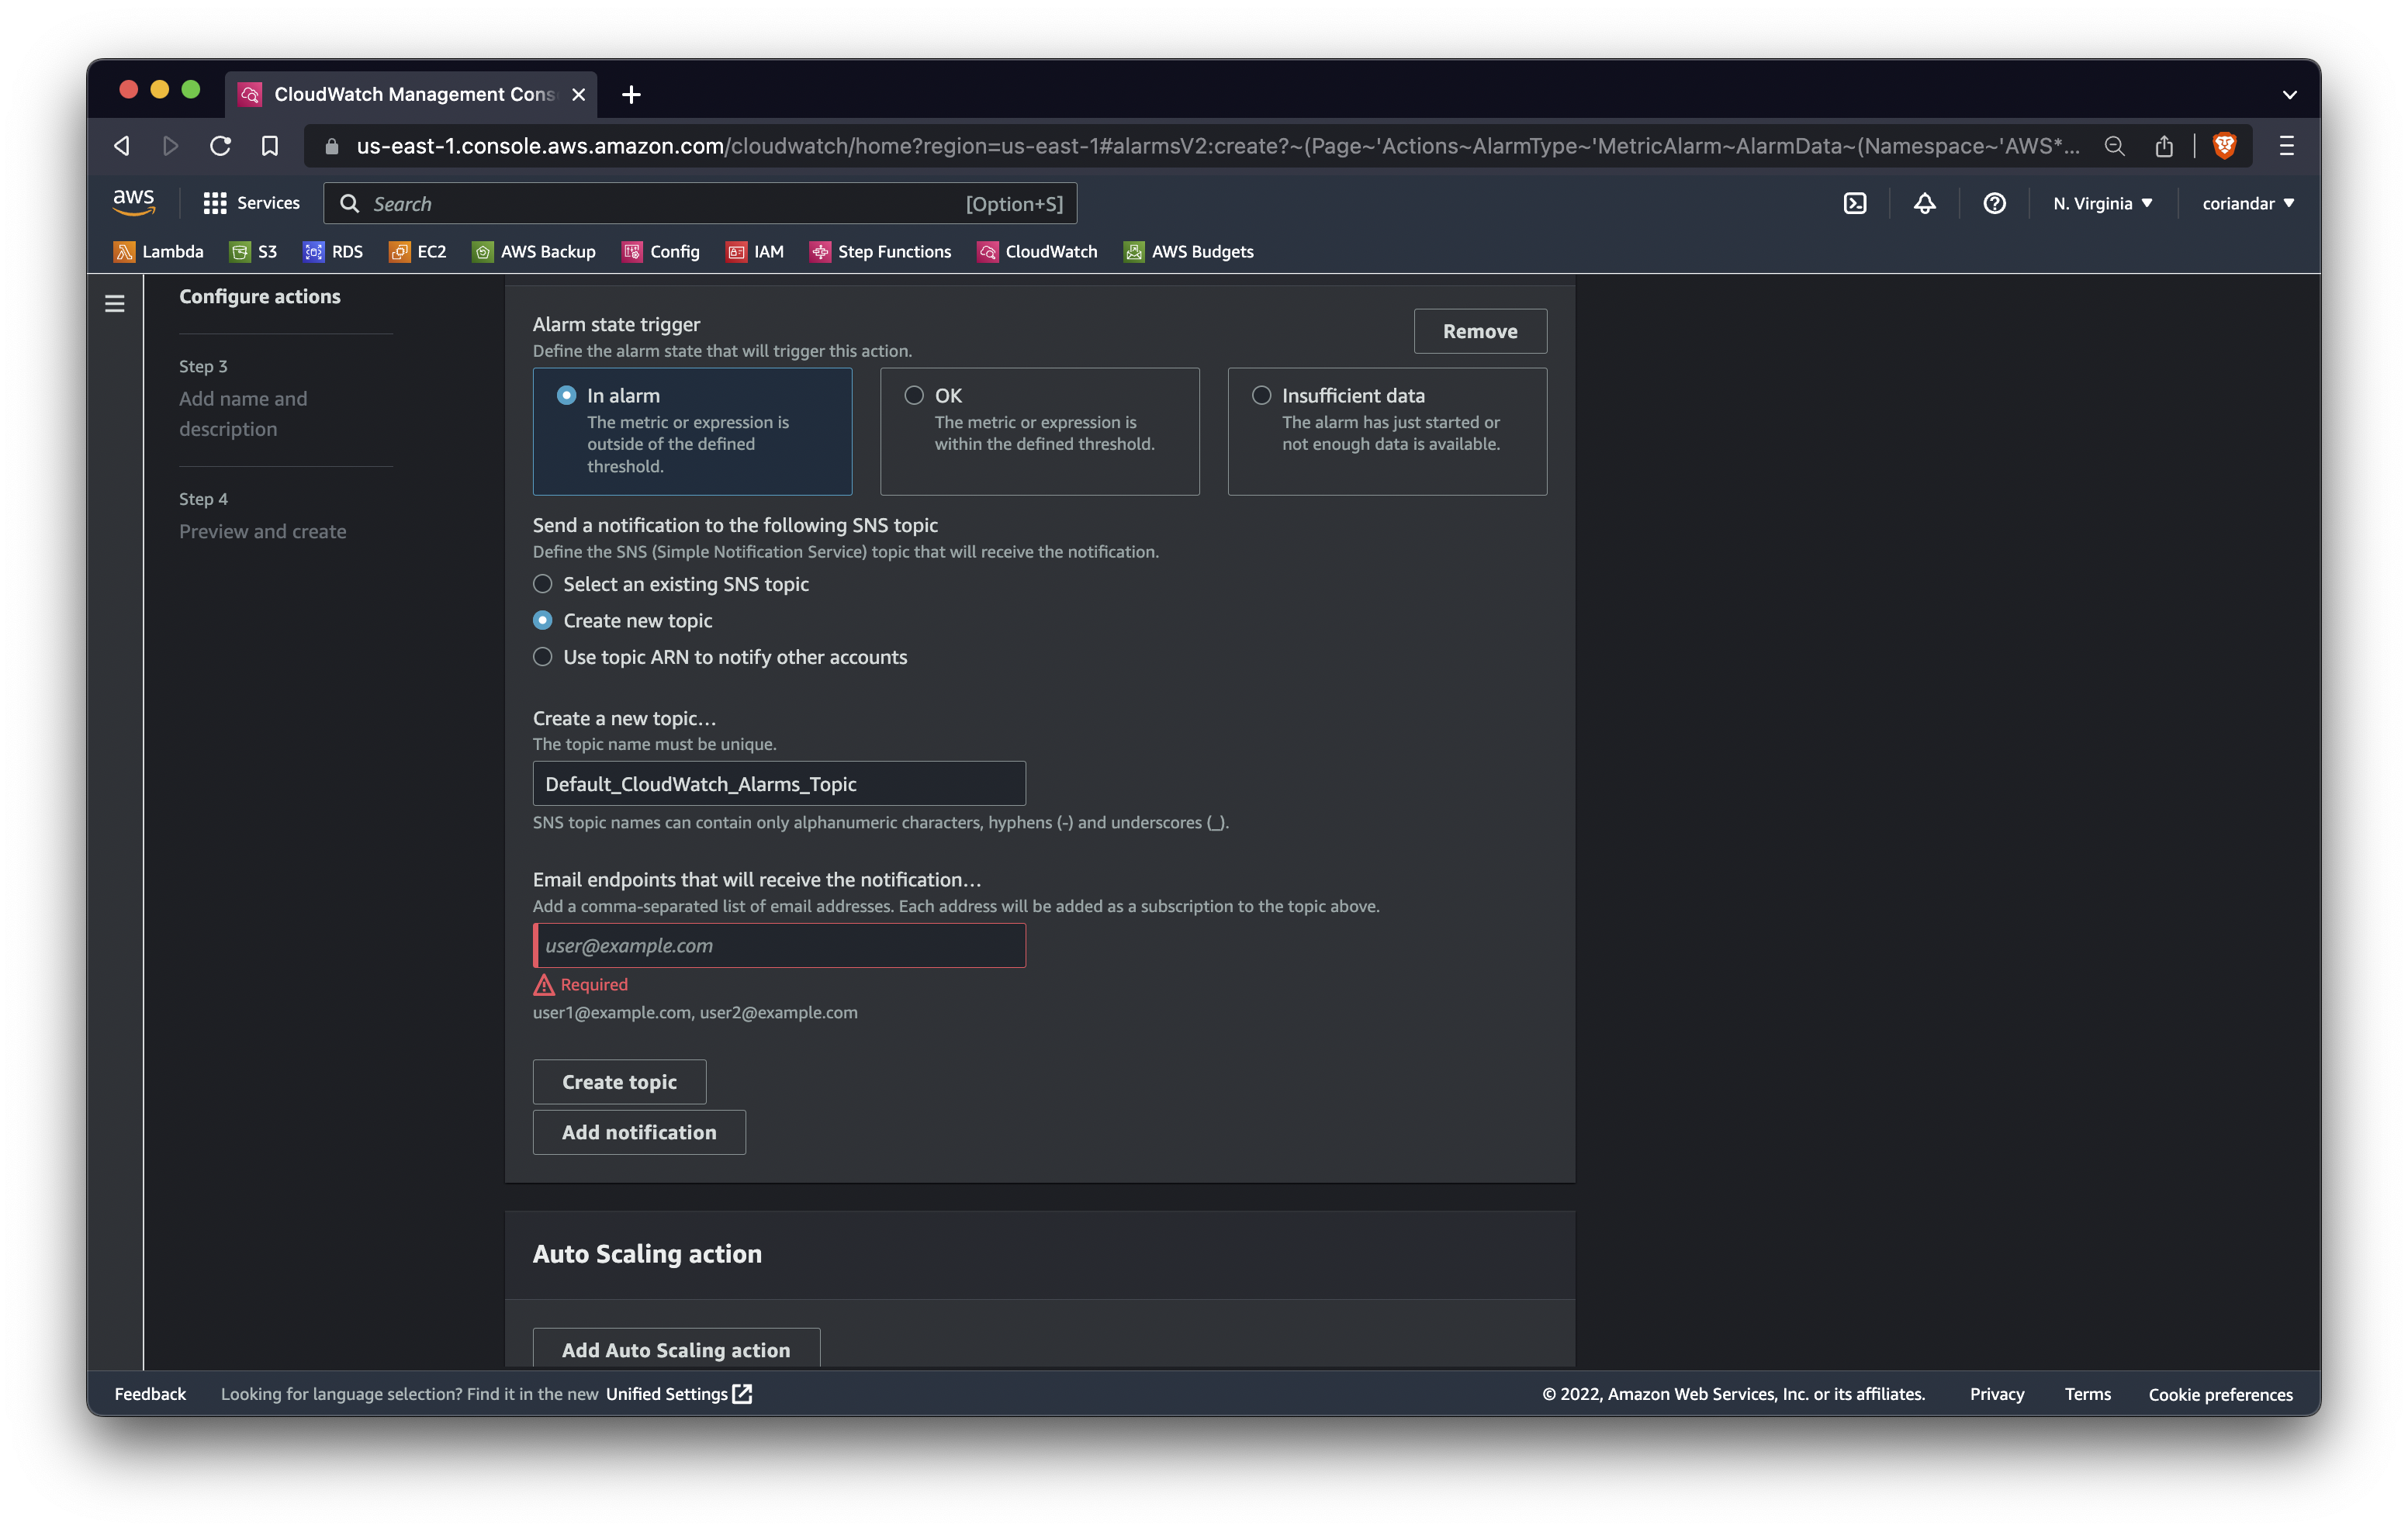 CloudWatch Management Cons
us-east-1.console.aws.amazon.com/cloudwatch/home?region=us-east-1#alarmsV2:create?~(Page~'Actions~AlarmType~'MetricAlarm~AlarmData~(Namespace~'AWS*...
aws Services Search [Option+S] N. Virginia coriandar
Lambda S3 RDS EC2 AWS Backup Config IAM Step Functions CloudWatch AWS Budgets
Configure actions
Step 3
Add name and
description
Step 4
Preview and create
Alarm state trigger
Remove
Define the alarm state that will trigger this action.
In alarm
The metric or expression is
outside of the defined
threshold.
OK
The metric or expression is
within the defined threshold.
Insufficient data
The alarm has just started or
not enough data is available.
Send a notification to the following SNS topic
Define the SNS (Simple Notification Service) topic that will receive the notification.
Select an existing SNS topic
Create new topic
Use topic ARN to notify other accounts
Create a new topic...
The topic name must be unique.
Default_CloudWatch_Alarms_Topic
SNS topic names can contain only alphanumeric characters, hyphens (-) and underscores (_).
Email endpoints that will receive the notification...
Add a comma-separated list of email addresses. Each address will be added as a subscription to the topic above.
user@example.com
Required
user1@example.com, user2@example.com
Create topic
Add notification
Auto Scaling action
Add Auto Scaling action
Feedback Looking for language selection? Find it in the new Unified Settings © 2022, Amazon Web Services, Inc. or its affiliates. Privacy Terms Cookie preferences